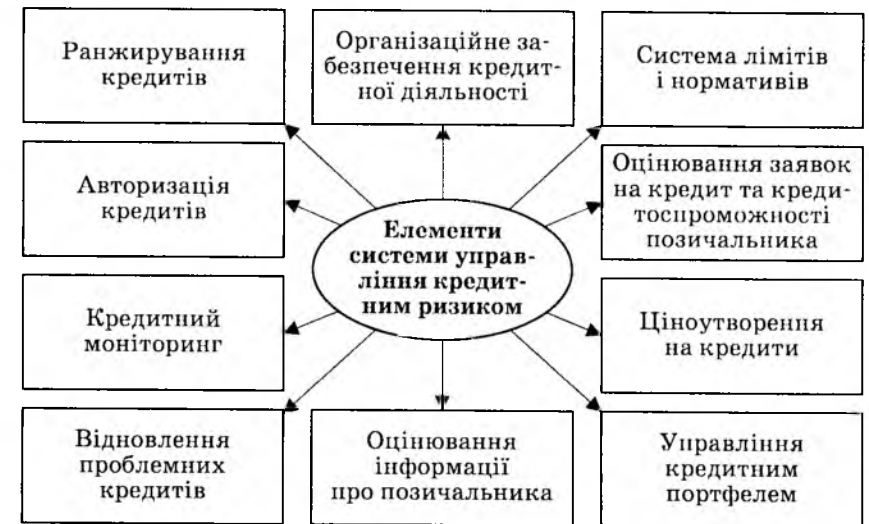 Ранжирування
кредитів
Організаційне за-
безпечення кредит-
ної діяльності
Система лімітів
і нормативів
Авторизація
кредитів
Оцінювання заявок
на кредит та креди-
тоспроможності
позичальника
Елементи
системи управ-
ління кредит-
ним ризиком
Кредитний
моніторинг
Ціноутворення
на кредити
Відновлення
проблемних
кредитів
Оцінювання
інформації
про позичальника
Управління
кредитним
портфелем